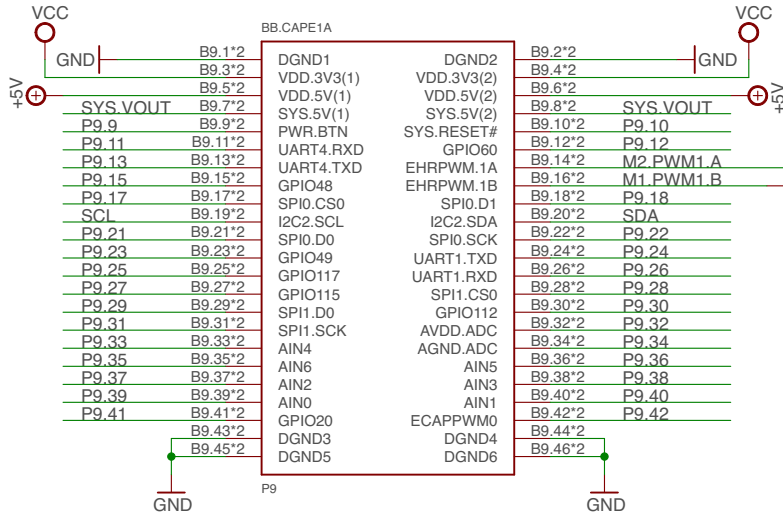 VCC VCC
BB.CAPE1A
GND B9.1*2 DGND1 DGND2 B9.2*2 GND
B9.3*2 VDD.3V3(1) VDD.3V3(2) B9.4*2
+5V B9.5*2 VDD.5V(1) VDD.5V(2) B9.6*2 +5V
SYS.VOUT B9.7*2 SYS.5V(1) SYS.5V(2) B9.8*2 SYS.VOUT
P9.9 B9.9*2 PWR.BTN SYS.RESET# B9.10*2 P9.10
P9.11 B9.11*2 UART4.RXD GPIO60 B9.12*2 P9.12
P9.13 B9.13*2 UART4.TXD EHRPWM.1A B9.14*2 M2.PWM1.A
P9.15 B9.15*2 GPIO48 EHRPWM.1B B9.16*2 M1.PWM1.B
P9.17 B9.17*2 SPI0.CS0 SPI0.D1 B9.18*2 P9.18
SCL B9.19*2 I2C2.SCL I2C2.SDA B9.20*2 SDA
P9.21 B9.21*2 SPI0.D0 SPI0.SCK B9.22*2 P9.22
P9.23 B9.23*2 GPIO49 UART1.TXD B9.24*2 P9.24
P9.25 B9.25*2 GPIO117 UART1.RXD B9.26*2 P9.26
P9.27 B9.27*2 GPIO115 SPI1.CS0 B9.28*2 P9.28
P9.29 B9.29*2 SPI1.D0 GPIO112 B9.30*2 P9.30
P9.31 B9.31*2 SPI1.SCK AVDD.ADC B9.32*2 P9.32
P9.33 B9.33*2 AIN4 AGND.ADC B9.34*2 P9.34
P9.35 B9.35*2 AIN6 AIN5 B9.36*2 P9.36
P9.37 B9.37*2 AIN2 AIN3 B9.38*2 P9.38
P9.39 B9.39*2 AIN0 AIN1 B9.40*2 P9.40
P9.41 B9.41*2 GPIO20 ECAPPWM0 B9.42*2 P9.42
B9.43*2 DGND3 DGND4 B9.44*2
B9.45*2 DGND5 DGND6 B9.46*2
P9
GND GND